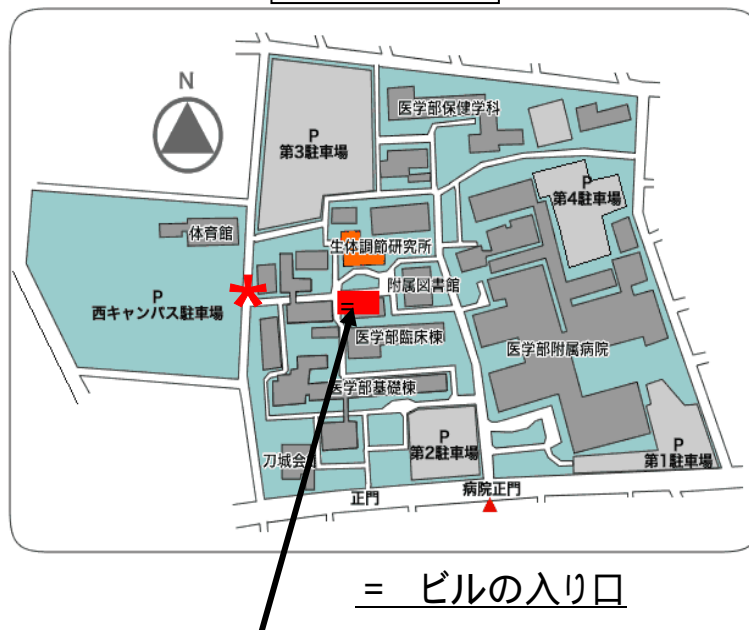 N
医学部保健学科
P
第3駐車場
P
第4駐車場
体育館
生体調節研究所
附属図書館
*
P
西キャンパス駐車場
=
医学部臨床棟
医学部附属病院
医学部基礎棟
刀城会
P
第2駐車場
P
第1駐車場
正門
病院正門
= ビルの入り口